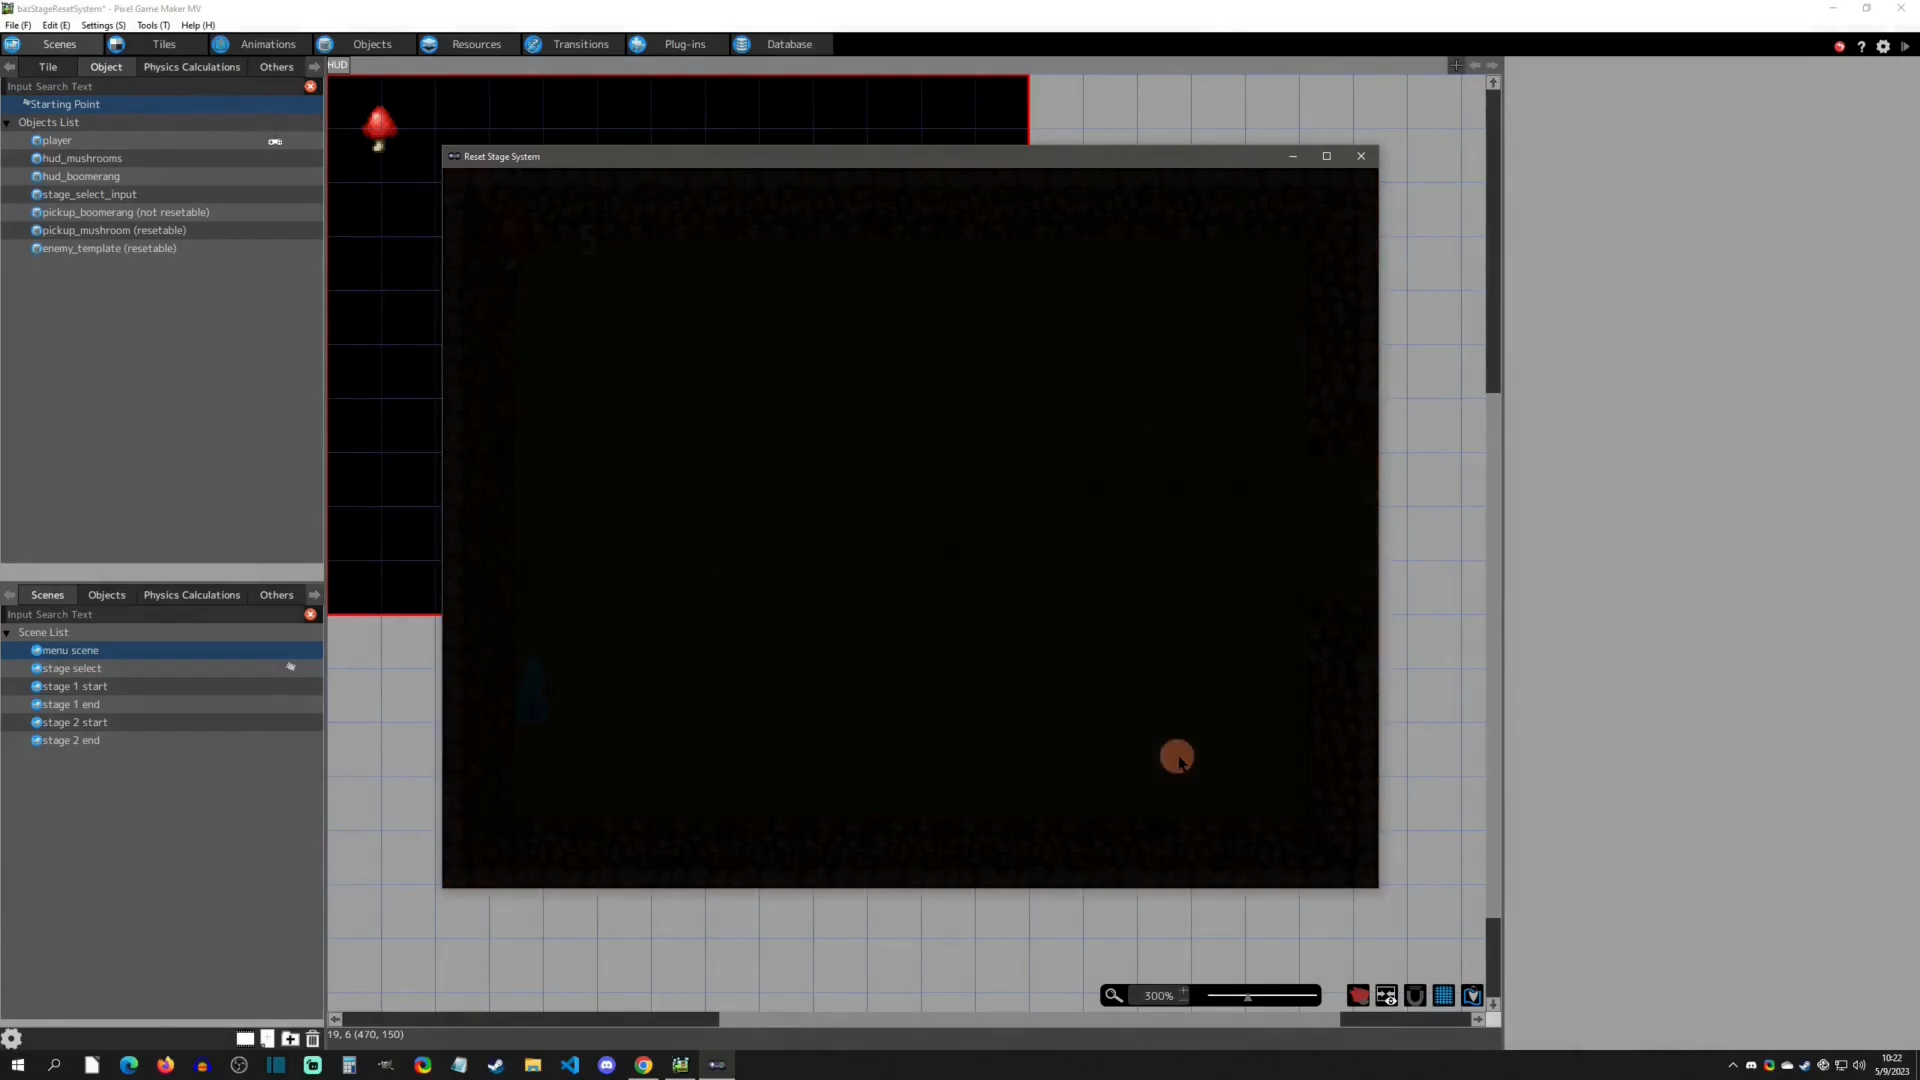 bazStageResetSystem* - Pixel Game Maker MV
File (F) Edit (E) Settings (S) Tools (T) Help (H)
Scenes Tiles Animations Objects Resources Transitions Plug-ins Database
Tile Object Physics Calculations Others
HUD
Input Search Text
Starting Point
Objects List
player
hud_mushrooms
hud_boomerang
stage_select_input
pickup_boomerang (not resetable)
pickup_mushroom (resetable)
enemy_template (resetable)
Reset Stage System
5
Scenes Objects Physics Calculations Others
Input Search Text
Scene List
menu scene
stage select
stage 1 start
stage 1 end
stage 2 start
stage 2 end
300%
19, 6 (470, 150)
10:22
5/9/2023